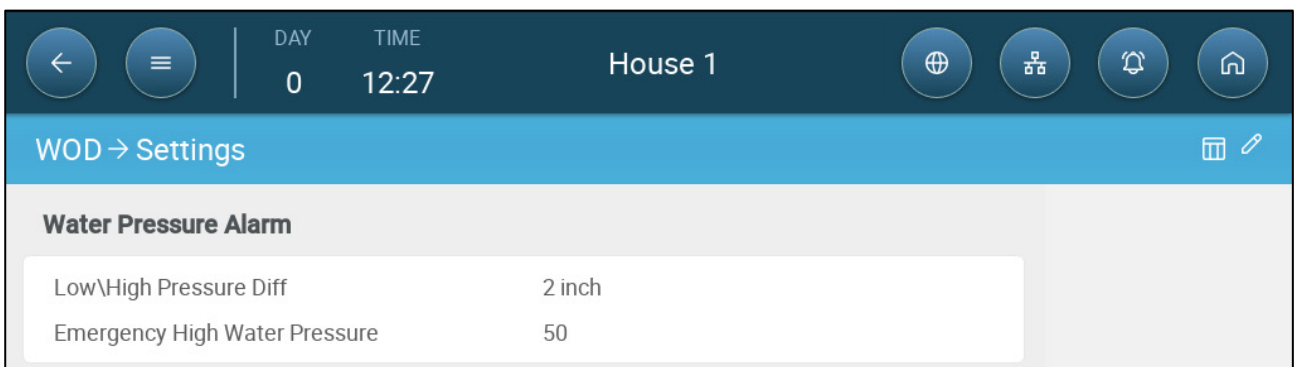 DAY TIME
0 12:27
House 1
WOD → Settings
Water Pressure Alarm
Low\High Pressure Diff 2 inch
Emergency High Water Pressure 50